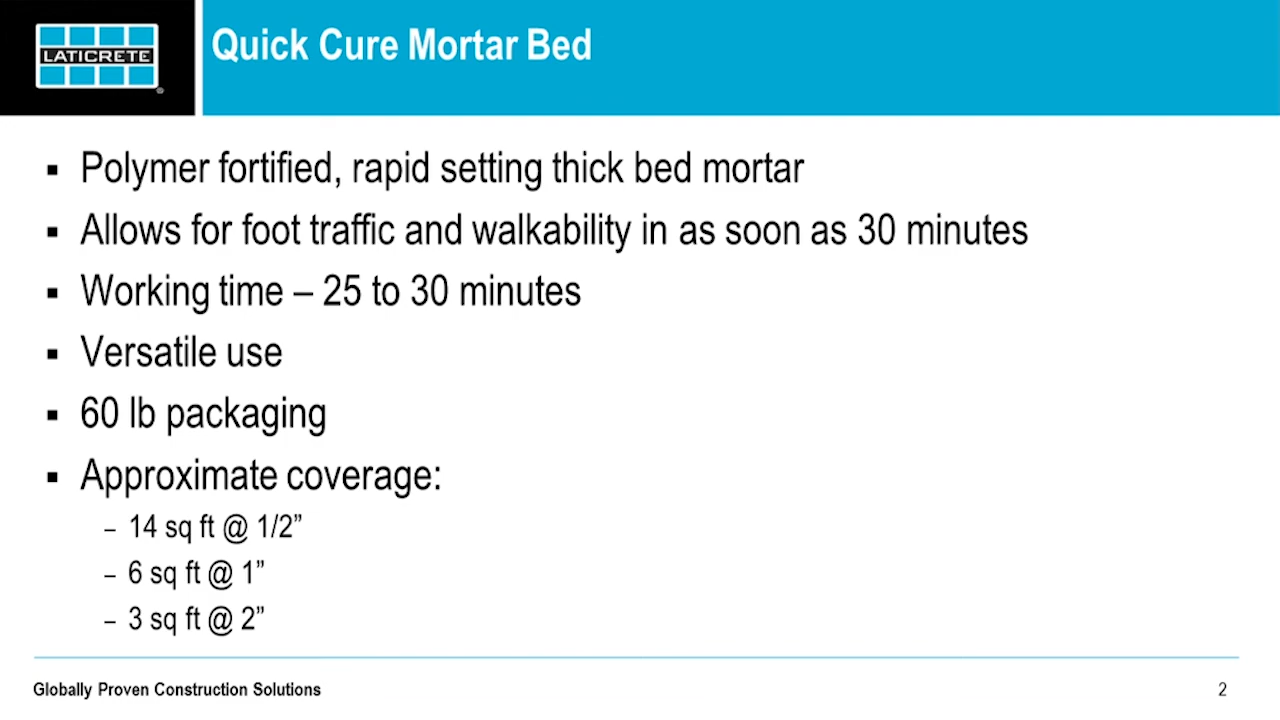 LATICRETE
®
Quick Cure Mortar Bed
▪ Polymer fortified, rapid setting thick bed mortar
▪ Allows for foot traffic and walkability in as soon as 30 minutes
▪ Working time – 25 to 30 minutes
▪ Versatile use
▪ 60 lb packaging
▪ Approximate coverage:
– 14 sq ft @ 1/2”
– 6 sq ft @ 1”
– 3 sq ft @ 2”
Globally Proven Construction Solutions
2